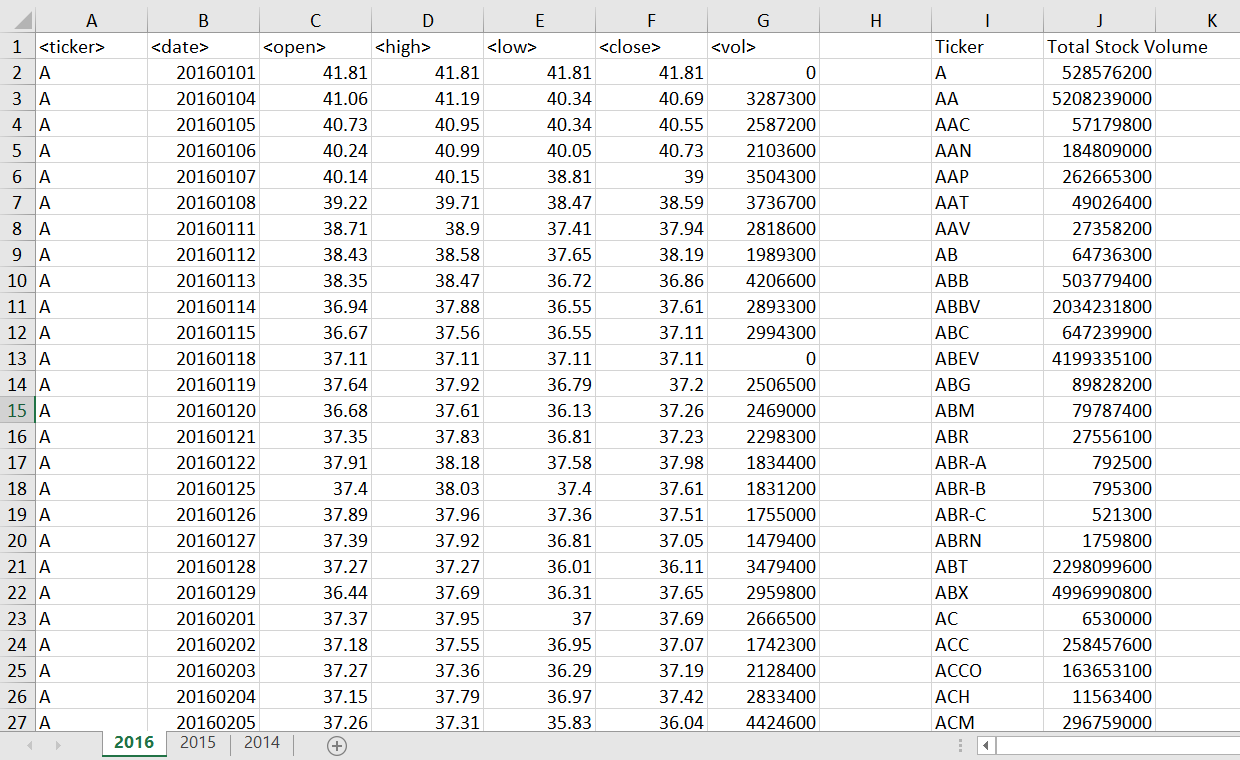 A B C D E F G H I J K
1 <ticker> <date> <open> <high> <low> <close> <vol> Ticker Total Stock Volume
2 A 20160101 41.81 41.81 41.81 41.81 0 A 528576200
3 A 20160104 41.06 41.19 40.34 40.69 3287300 AA 5208239000
4 A 20160105 40.73 40.95 40.34 40.55 2587200 AAC 57179800
5 A 20160106 40.24 40.99 40.05 40.73 2103600 AAN 184809000
6 A 20160107 40.14 40.15 38.81 39 3504300 AAP 262665300
7 A 20160108 39.22 39.71 38.47 38.59 3736700 AAT 49026400
8 A 20160111 38.71 38.9 37.41 37.94 2818600 AAV 27358200
9 A 20160112 38.43 38.58 37.65 38.19 1989300 AB 64736300
10 A 20160113 38.35 38.47 36.72 36.86 4206600 ABB 503779400
11 A 20160114 36.94 37.88 36.55 37.61 2893300 ABBV 2034231800
12 A 20160115 36.67 37.56 36.55 37.11 2994300 ABC 647239900
13 A 20160118 37.11 37.11 37.11 37.11 0 ABEV 4199335100
14 A 20160119 37.64 37.92 36.79 37.2 2506500 ABG 89828200
15 A 20160120 36.68 37.61 36.13 37.26 2469000 ABM 79787400
16 A 20160121 37.35 37.83 36.81 37.23 2298300 ABR 27556100
17 A 20160122 37.91 38.18 37.58 37.98 1834400 ABR-A 792500
18 A 20160125 37.4 38.03 37.4 37.61 1831200 ABR-B 795300
19 A 20160126 37.89 37.96 37.36 37.51 1755000 ABR-C 521300
20 A 20160127 37.39 37.92 36.81 37.05 1479400 ABRN 1759800
21 A 20160128 37.27 37.27 36.01 36.11 3479400 ABT 2298099600
22 A 20160129 36.44 37.69 36.31 37.65 2959800 ABX 4996990800
23 A 20160201 37.37 37.95 37 37.69 2666500 AC 6530000
24 A 20160202 37.18 37.55 36.95 37.07 1742300 ACC 258457600
25 A 20160203 37.27 37.36 36.29 37.19 2128400 ACCO 163653100
26 A 20160204 37.15 37.79 36.97 37.42 2833400 ACH 11563400
27 A 20160205 37.26 37.31 35.83 36.04 4424600 ACM 296759000
2016 2015 2014